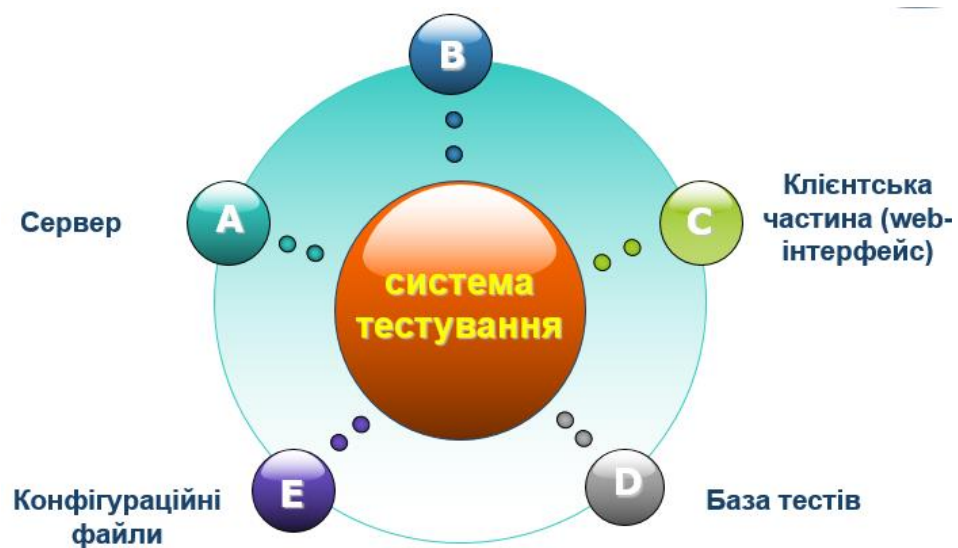 B
A
Сервер
C
Клієнтська
частина (web-
інтерфейс)
система
тестування
E
Конфігураційні
файли
D
База тестів